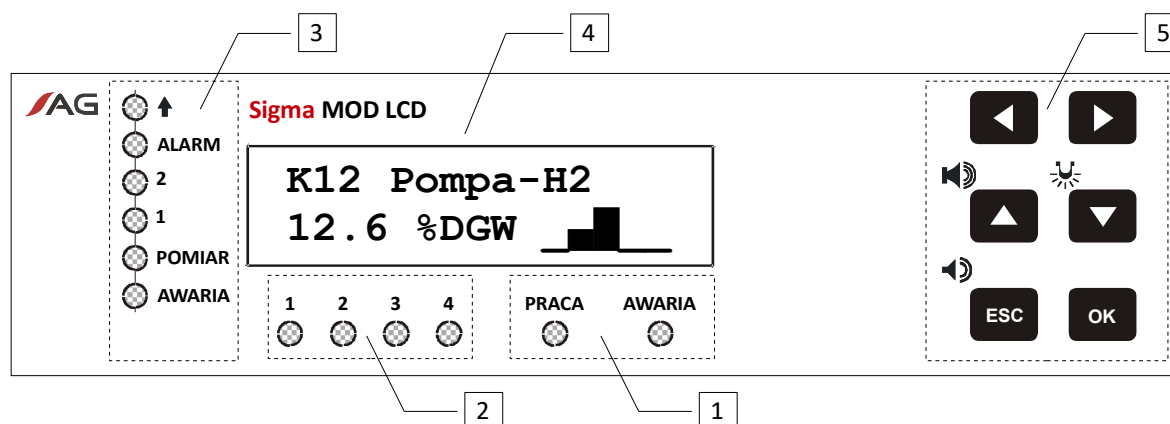 3
4
5
AG
Sigma MOD LCD
ALARM
2
1
POMIAR
AWARIA
K12 Pompa-H2
12.6 %DGW
1 2 3 4
PRACA AWARIA
ESC OK
2
1